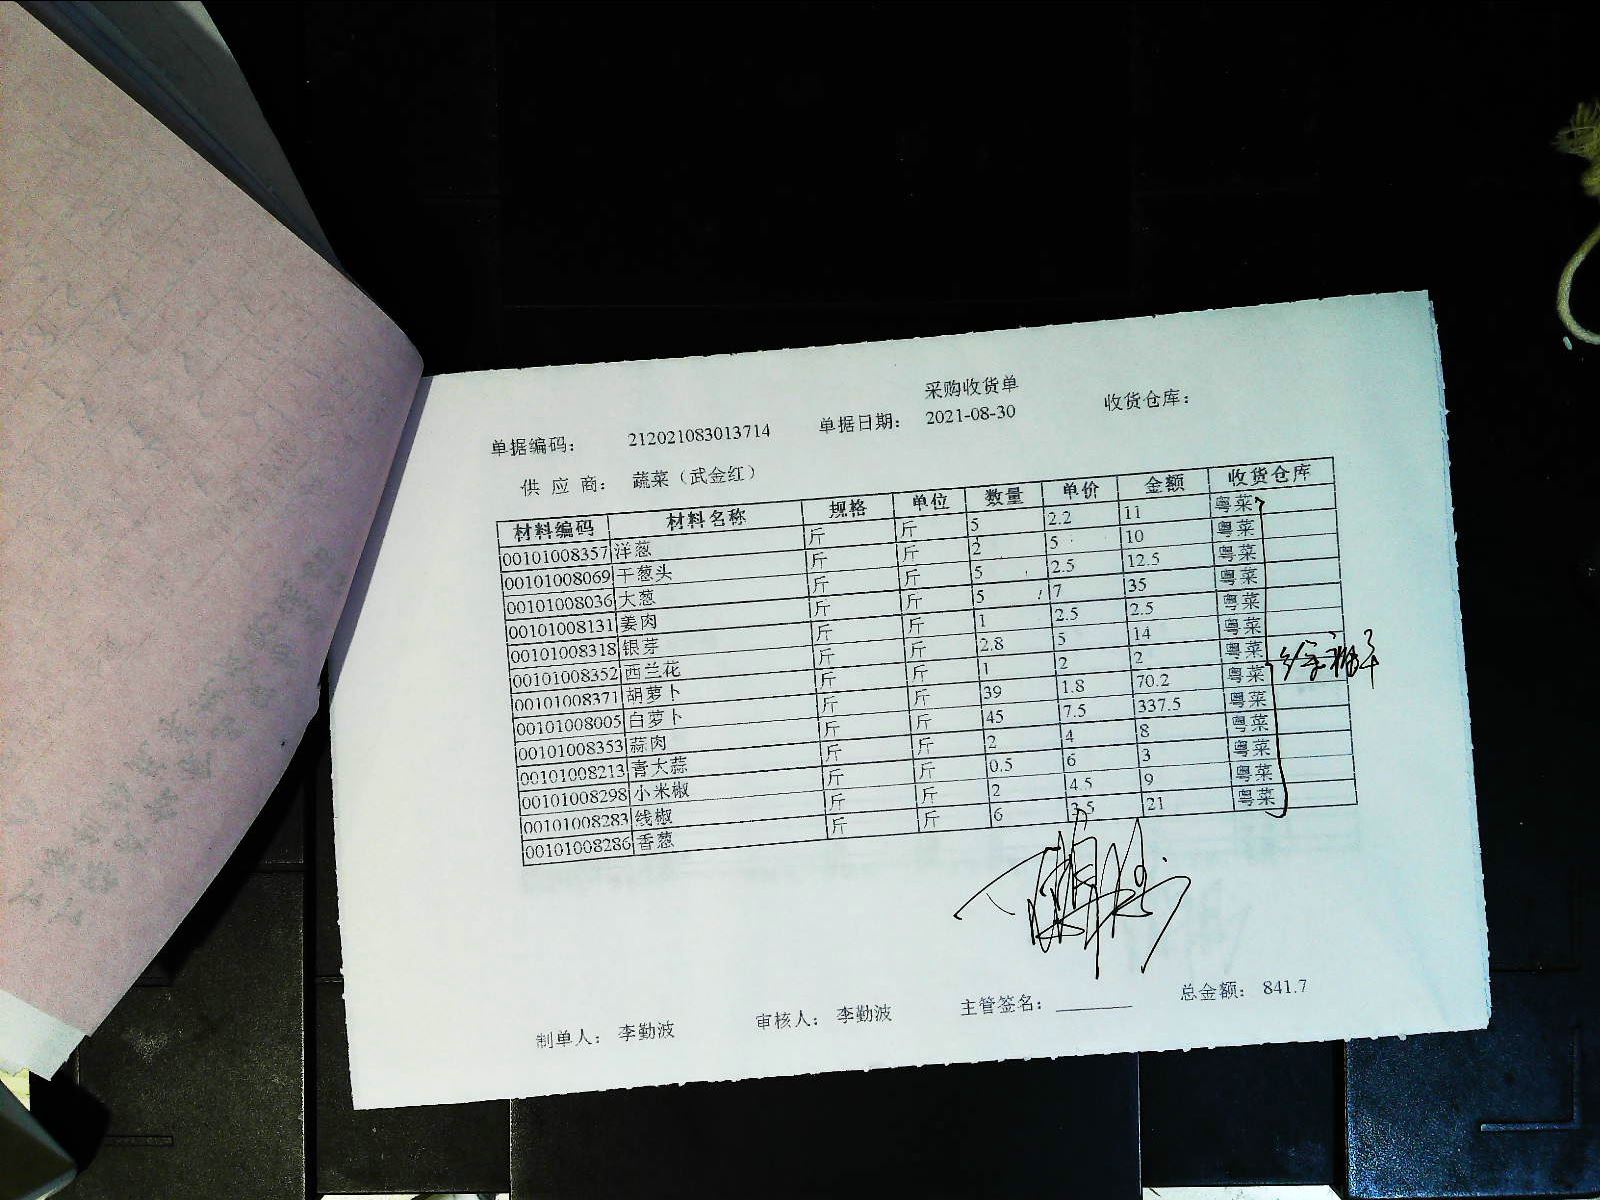 采购收货单
单据编码： 212021083013714 单据日期： 2021-08-30 收货仓库：
供 应 商： 蔬菜（武金红）
材料编码 材料名称 规格 单位 数量 单价 金额 收货仓库
00101008357 洋葱 斤 斤 5 2.2 11 粤菜
00101008069 干葱头 斤 斤 2 5 10 粤菜
00101008036 大葱 斤 斤 5 2.5 12.5 粤菜
00101008131 姜肉 斤 斤 5 7 35 粤菜
00101008318 银芽 斤 斤 1 2.5 2.5 粤菜
00101008352 西兰花 斤 斤 2.8 5 14 粤菜
00101008371 胡萝卜 斤 斤 1 2 2 粤菜
00101008005 白萝卜 斤 斤 39 1.8 70.2 粤菜
00101008353 蒜肉 斤 斤 45 7.5 337.5 粤菜
00101008213 青大蒜 斤 斤 2 4 8 粤菜
00101008298 小米椒 斤 斤 0.5 6 3 粤菜
00101008283 线椒 斤 斤 2 4.5 9 粤菜
00101008286 香葱 斤 斤 6 3.5 21 粤菜
制单人： 李勤波 审核人： 李勤波 主管签名： 总金额： 841.7